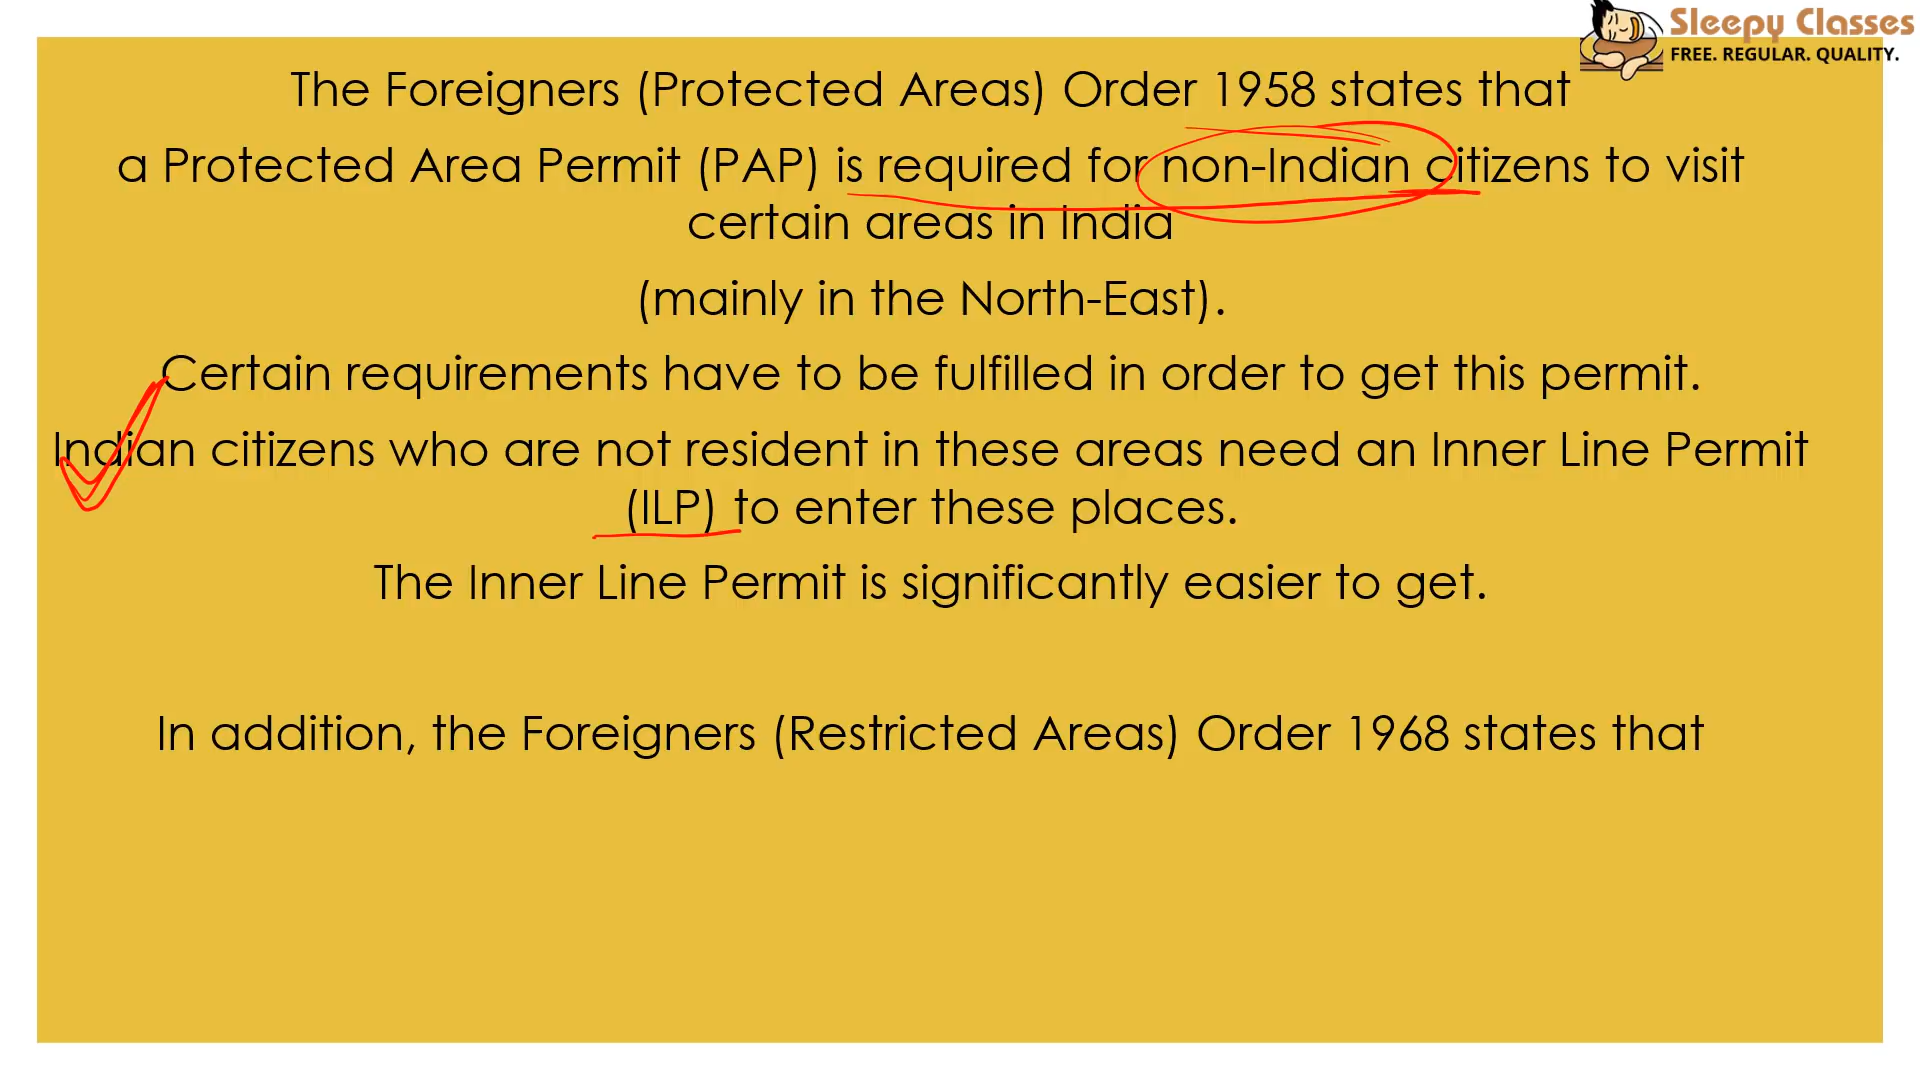 Sleepy Classes
FREE. REGULAR. QUALITY.
The Foreigners (Protected Areas) Order 1958 states that
a Protected Area Permit (PAP) is required for non-Indian citizens to visit
certain areas in India
(mainly in the North-East).
Certain requirements have to be fulfilled in order to get this permit.
Indian citizens who are not resident in these areas need an Inner Line Permit
(ILP) to enter these places.
The Inner Line Permit is significantly easier to get.
In addition, the Foreigners (Restricted Areas) Order 1968 states that